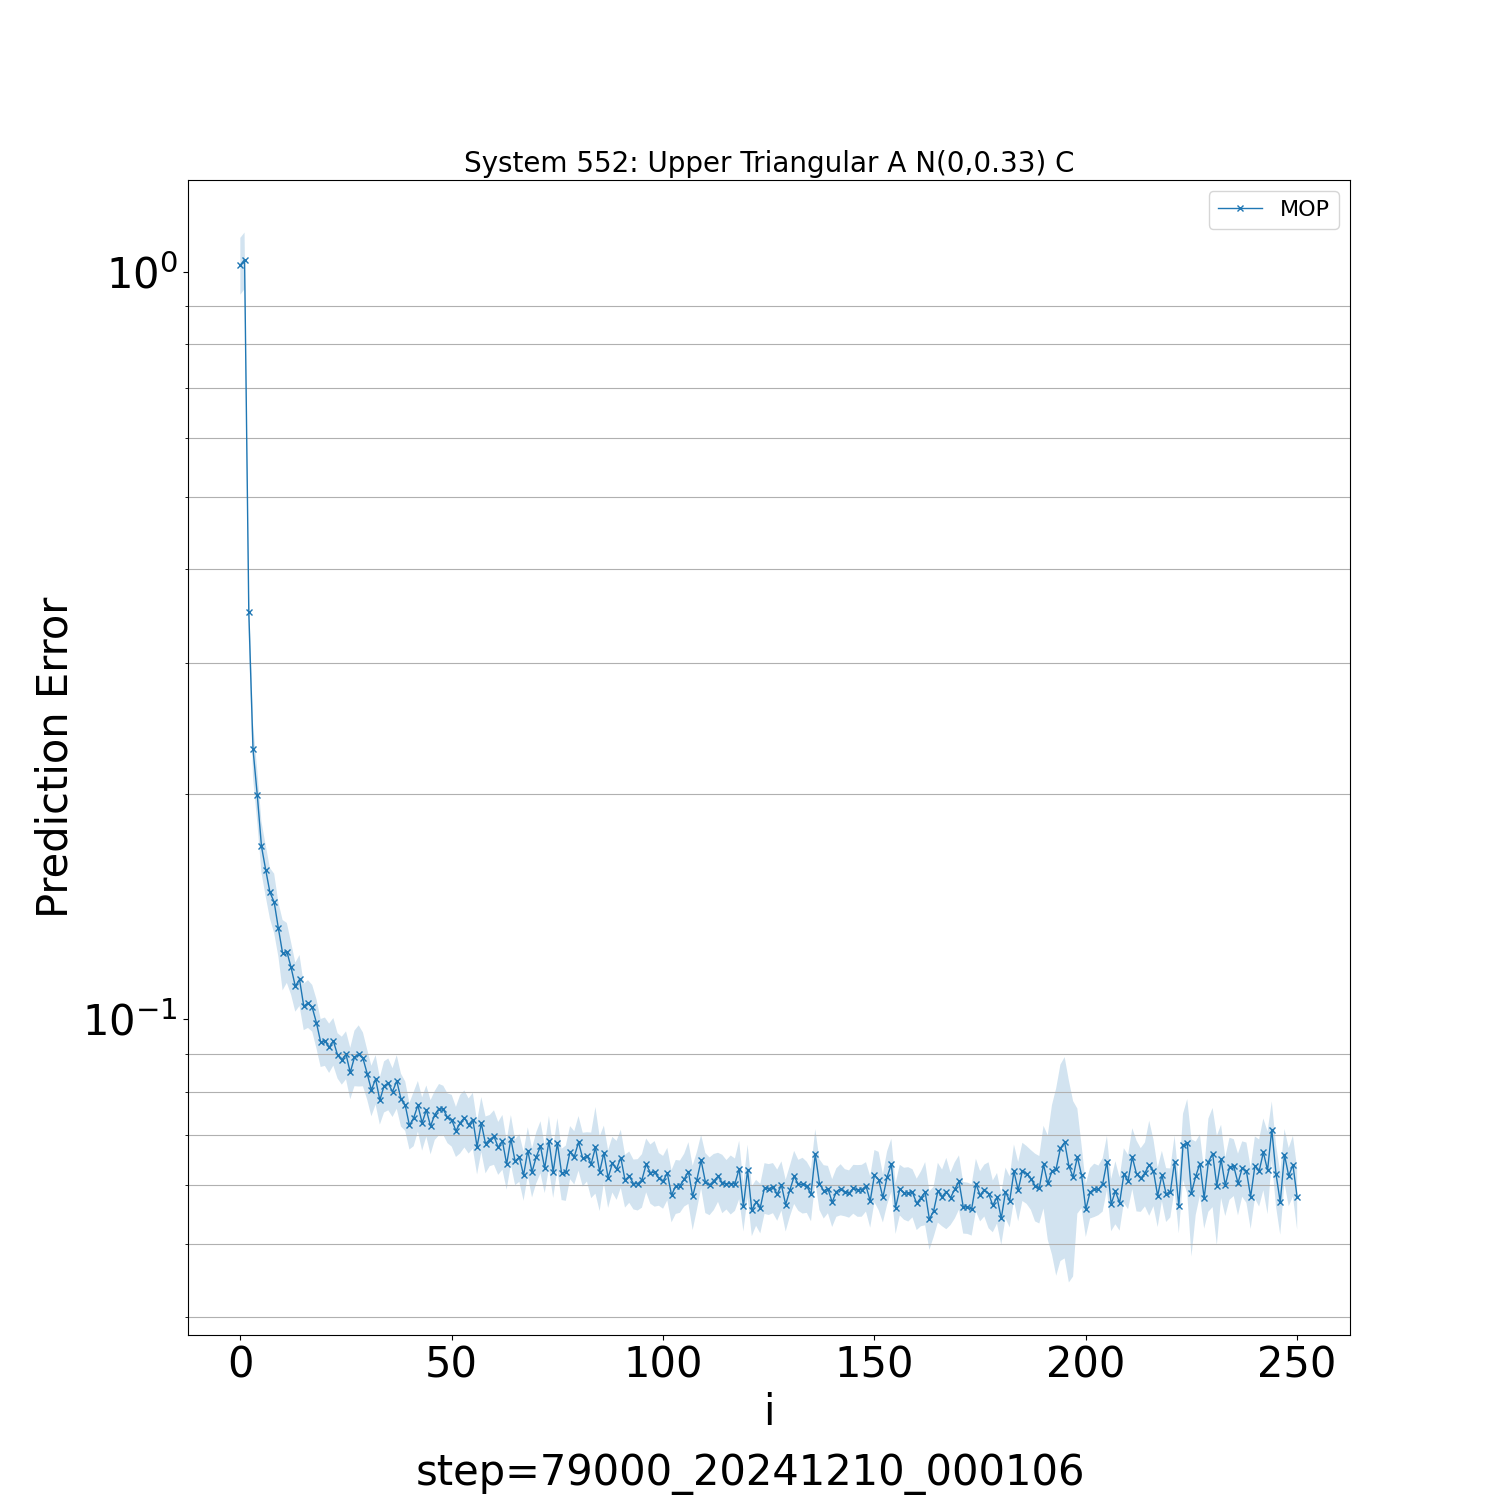 System 552: Upper Triangular A N(0,0.33) C
MOP
10⁰
10⁻¹
Prediction Error
0 50 100 150 200 250
i
step=79000_20241210_000106